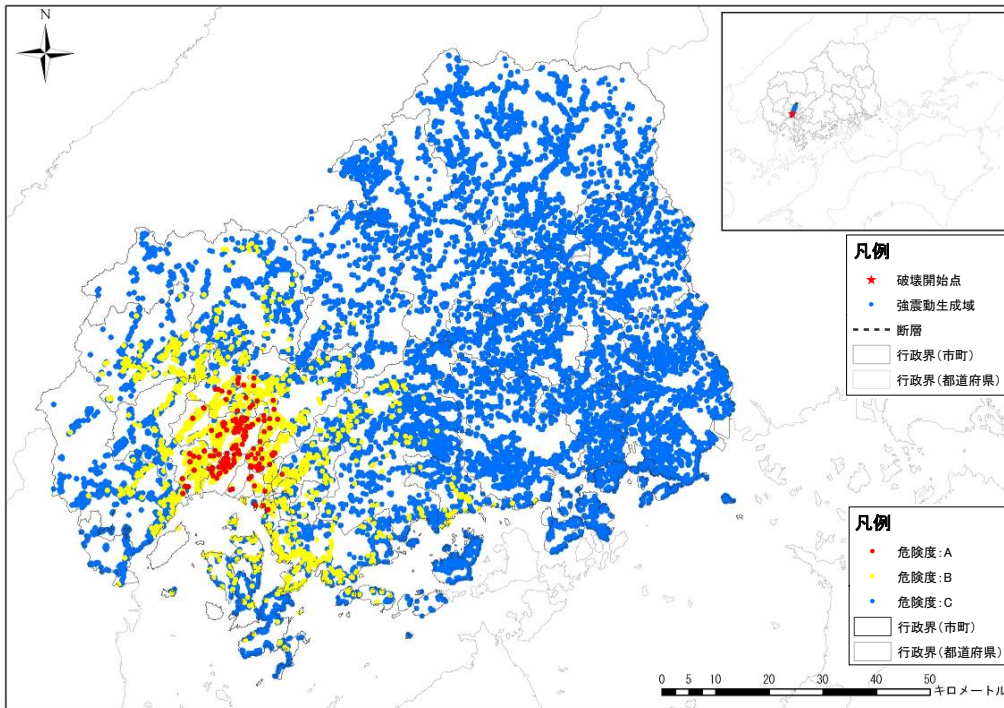 N
凡例
破壊開始点
強震動生成域
断層
行政界(市町)
行政界(都道府県)
凡例
危険度:A
危険度:B
危険度:C
行政界(市町)
行政界(都道府県)
0 5 10 20 30 40 50
キロメートル